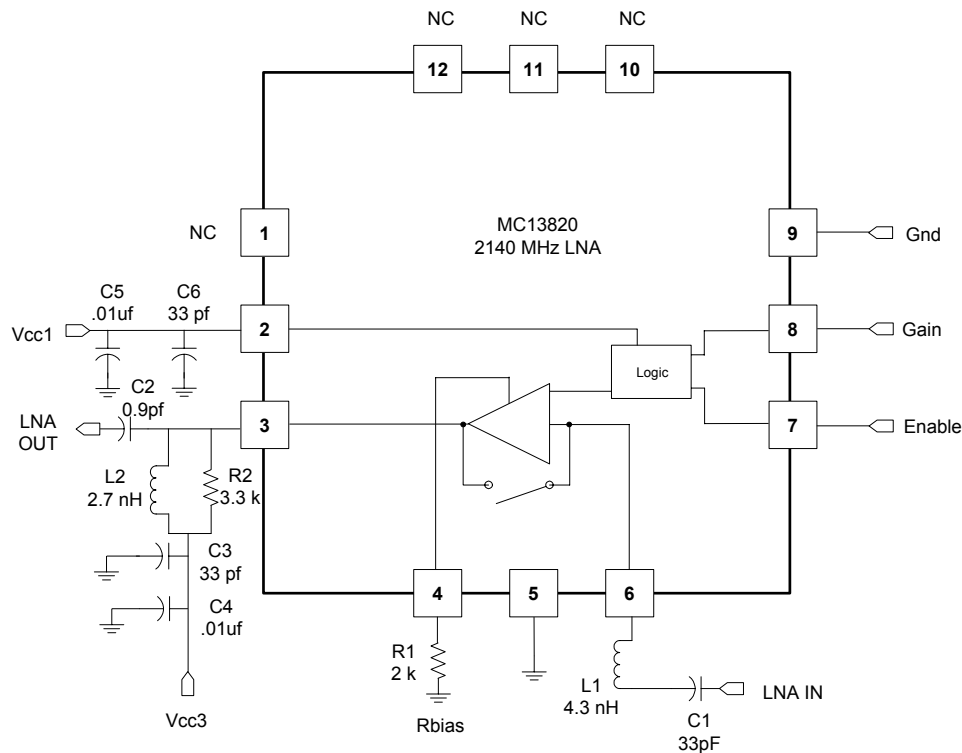 NC
NC
NC
12
11
10
NC
1
MC13820
2140 MHz LNA
9
Gnd
C5
.01uf
C6
33 pf
Vcc1
2
8
Gain
Logic
C2
0.9pf
LNA
OUT
3
7
Enable
L2
2.7 nH
R2
3.3 k
C3
33 pf
C4
.01uf
4
5
6
R1
2 k
Rbias
L1
4.3 nH
LNA IN
C1
33pF
Vcc3